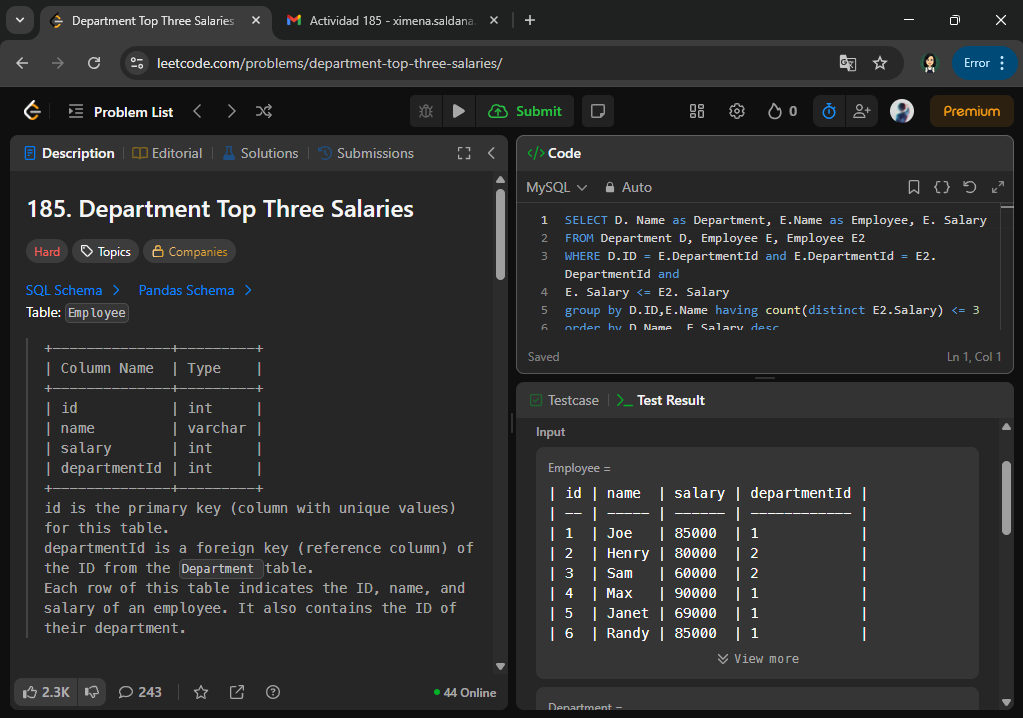 Department Top Three Salaries
Actividad 185 - ximena.saldana
leetcode.com/problems/department-top-three-salaries/
Error
Problem List
Submit
0
Premium
Description
Editorial
Solutions
Submissions
185. Department Top Three Salaries
Hard
Topics
Companies
SQL Schema
Pandas Schema
Table: Employee
+--------------+---------+
| Column Name | Type |
+--------------+---------+
| id | int |
| name | varchar |
| salary | int |
| departmentId | int |
+--------------+---------+
id is the primary key (column with unique values)
for this table.
departmentId is a foreign key (reference column) of
the ID from the Department table.
Each row of this table indicates the ID, name, and
salary of an employee. It also contains the ID of
their department.
2.3K
243
44 Online
Code
MySQL
Auto
1 SELECT D. Name as Department, E.Name as Employee, E. Salary
2 FROM Department D, Employee E, Employee E2
3 WHERE D.ID = E.DepartmentId and E.DepartmentId = E2.
DepartmentId and
4 E. Salary <= E2. Salary
5 group by D.ID,E.Name having count(distinct E2.Salary) <= 3
6 order by D.Name, E.Salary desc
Saved
Ln 1, Col 1
Testcase
Test Result
Input
Employee =
| id | name | salary | departmentId |
| -- | ----- | ------ | ------------ |
| 1 | Joe | 85000 | 1 |
| 2 | Henry | 80000 | 2 |
| 3 | Sam | 60000 | 2 |
| 4 | Max | 90000 | 1 |
| 5 | Janet | 69000 | 1 |
| 6 | Randy | 85000 | 1 |
View more
Department =